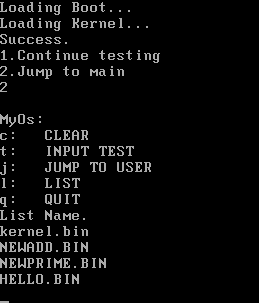 Loading Boot...
Loading Kernel...
Success.
1.Continue testing
2.Jump to main
2
MyOs:
c: CLEAR
t: INPUT TEST
j: JUMP TO USER
l: LIST
q: QUIT
List Name.
kernel.bin
NEWADD.BIN
NEWPRIME.BIN
HELLO.BIN